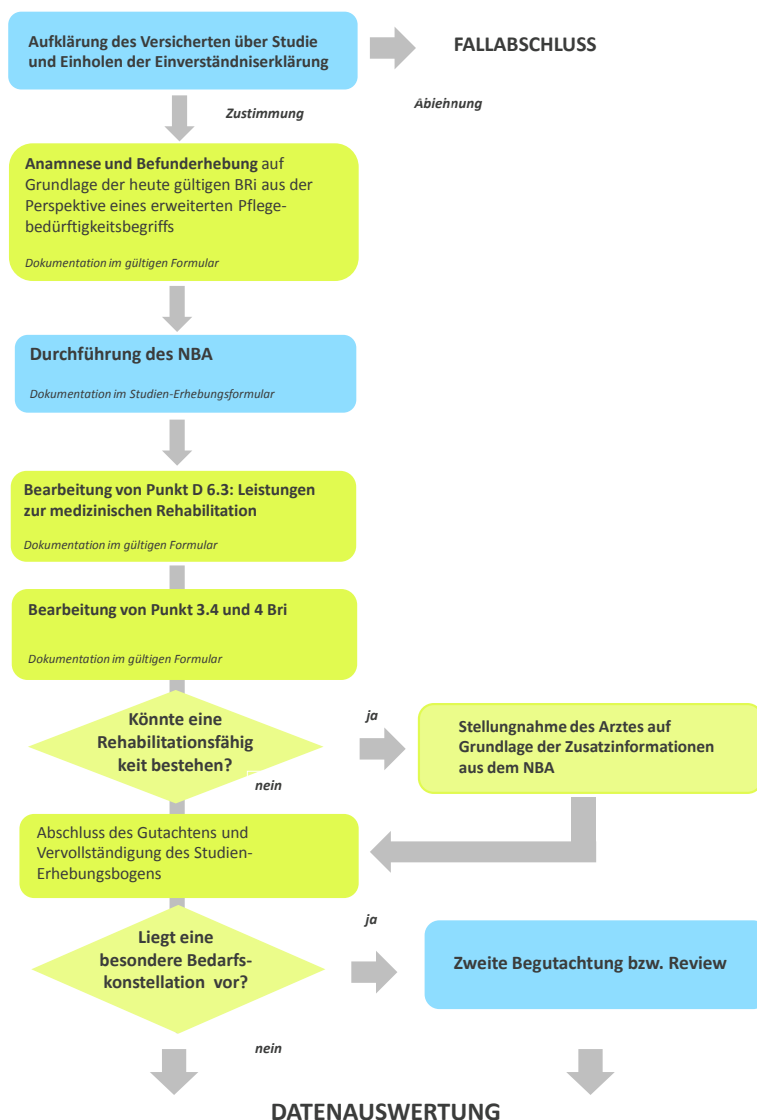 Aufklärung des Versicherten über Studie
und Einholen der Einverständniserklärung
FALLABSCHLUSS
Zustimmung
Ablehnung
Anamnese und Befunderhebung auf
Grundlage der heute gültigen BRi aus der
Perspektive eines erweiterten Pflege-
bedürftigkeitsbegriffs
Dokumentation im gültigen Formular
Durchführung des NBA
Dokumentation im Studien-Erhebungsformular
Bearbeitung von Punkt D 6.3: Leistungen
zur medizinischen Rehabilitation
Dokumentation im gültigen Formular
Bearbeitung von Punkt 3.4 und 4 Bri
Dokumentation im gültigen Formular
Könnte eine
Rehabilitationsfähig
keit bestehen?
ja
nein
Stellungnahme des Arztes auf
Grundlage der Zusatzinformationen
aus dem NBA
Abschluss des Gutachtens und
Vervollständigung des Studien-
Erhebungsbogens
Liegt eine
besondere Bedarfs-
konstellation vor?
ja
nein
Zweite Begutachtung bzw. Review
DATENAUSWERTUNG